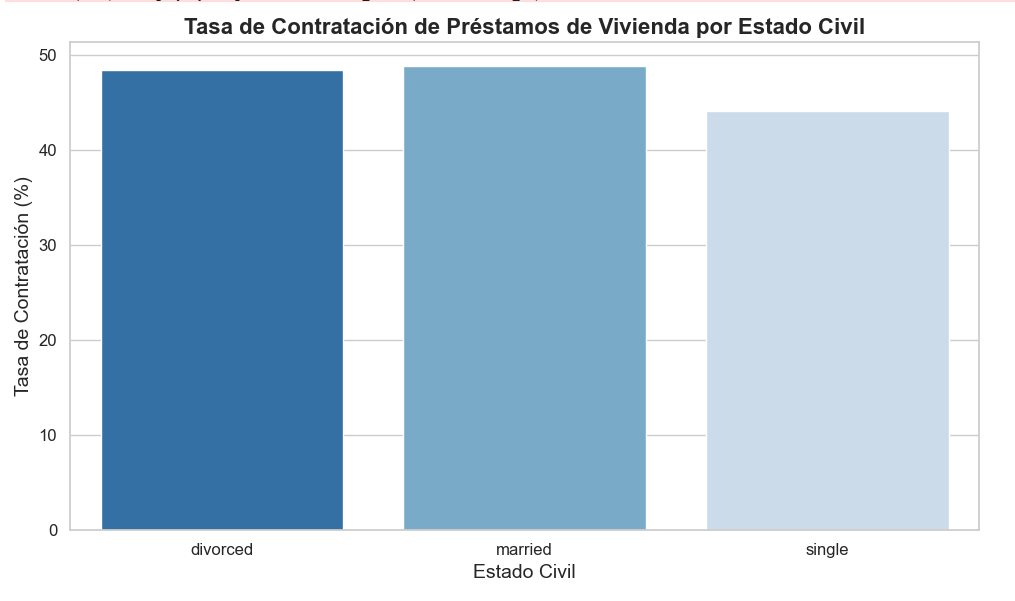 Tasa de Contratación de Préstamos de Vivienda por Estado Civil
50
40
30
20
10
0
Tasa de Contratación (%)
divorced married single
Estado Civil